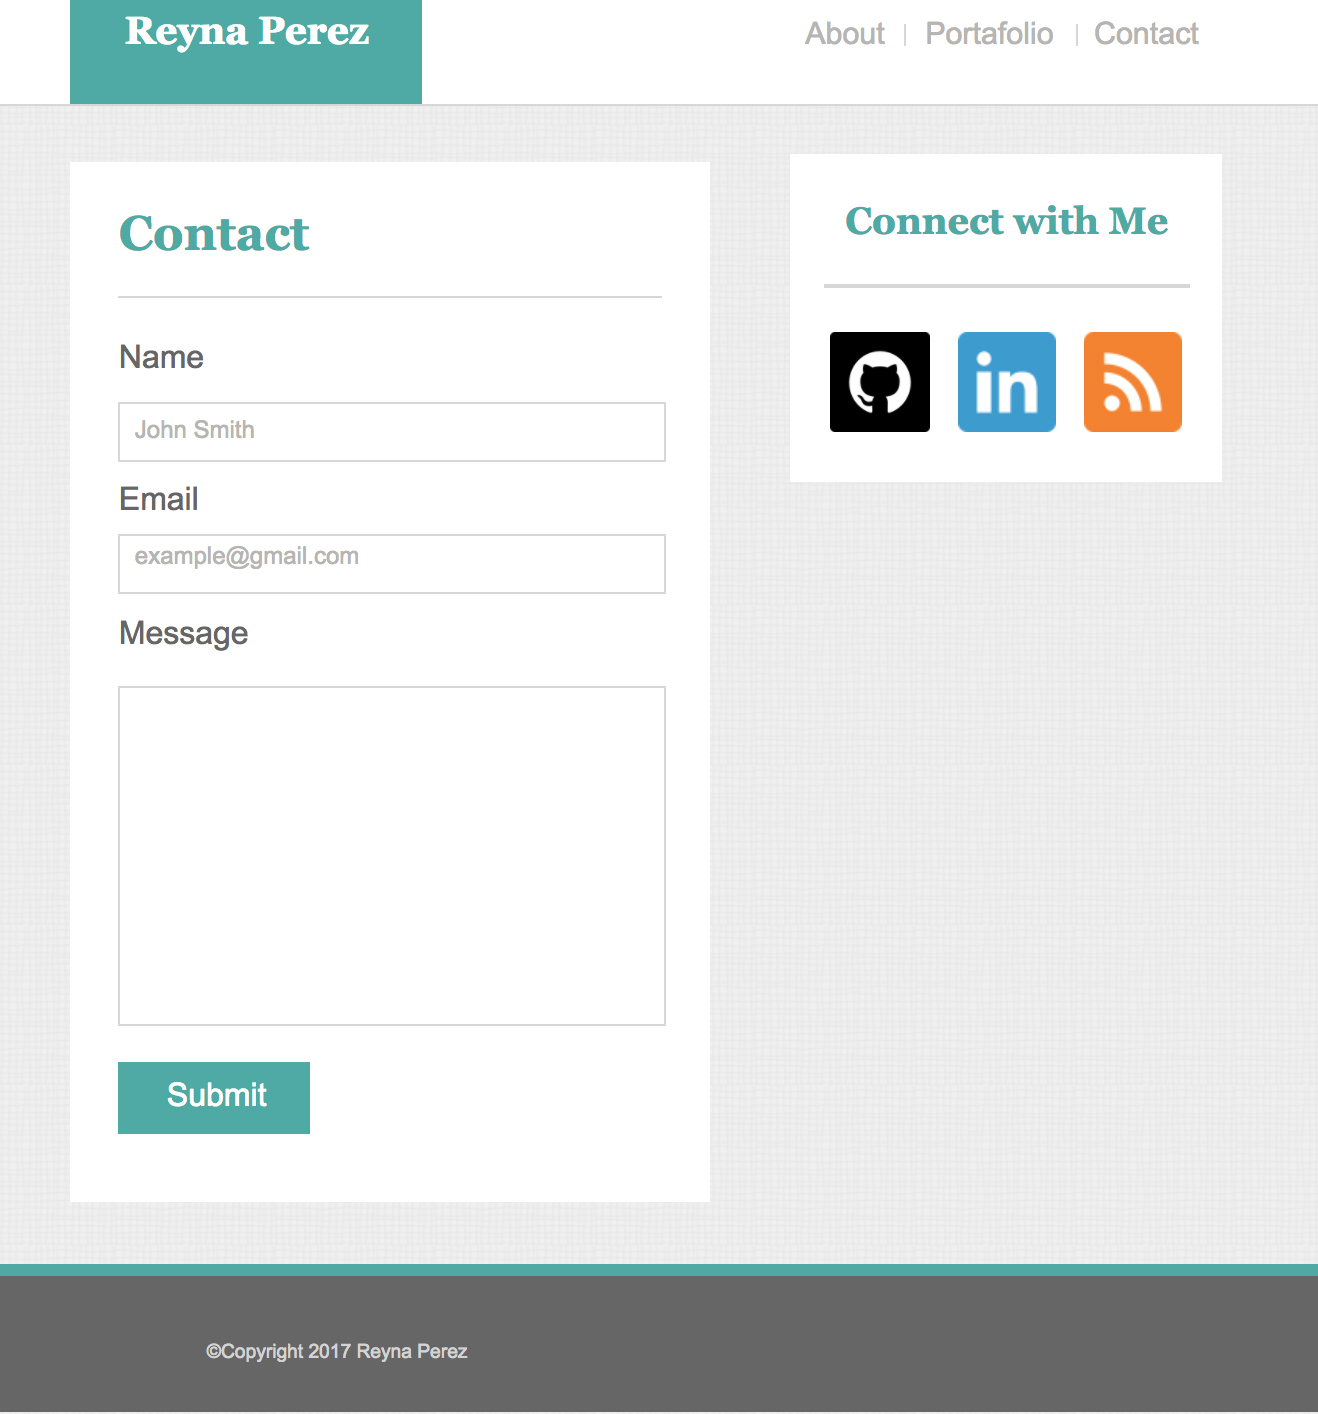 Reyna Perez
About | Portafolio | Contact
Contact
Name
John Smith
Email
example@gmail.com
Message
Submit
Connect with Me
in
©Copyright 2017 Reyna Perez